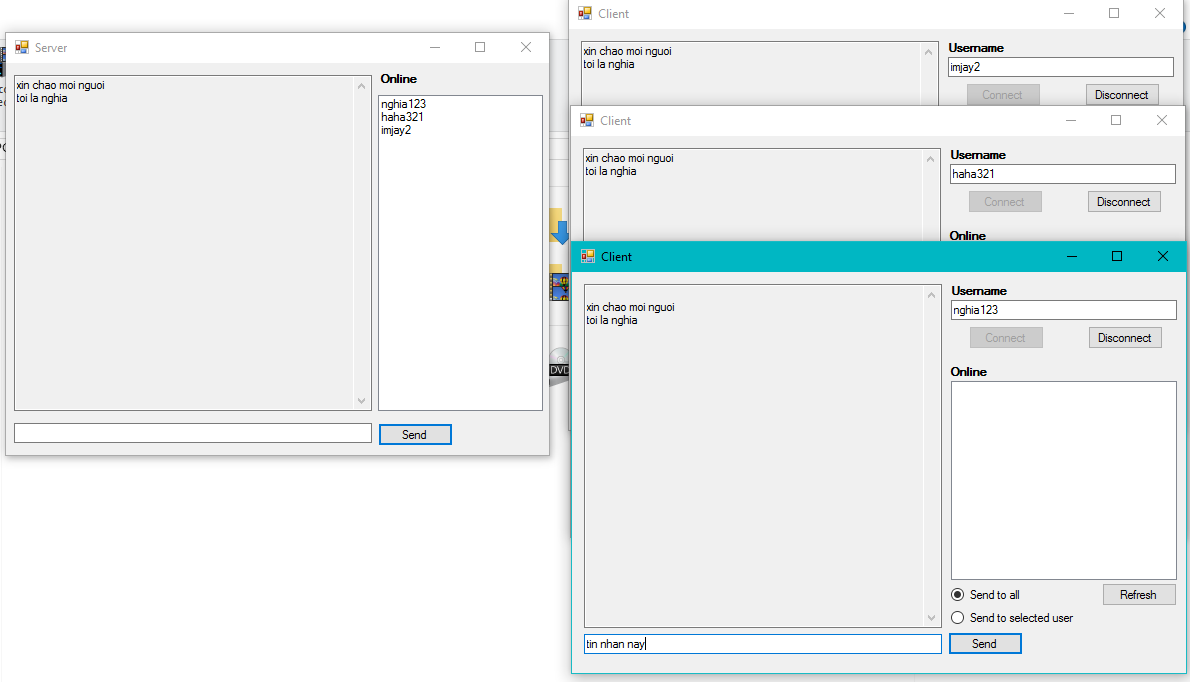 Server
xin chao moi nguoi
toi la nghia
Online
nghia123
haha321
imjay2
Send
Client
xin chao moi nguoi
toi la nghia
Username
imjay2
Connect
Disconnect
Client
xin chao moi nguoi
toi la nghia
Username
haha321
Connect
Disconnect
Online
Client
xin chao moi nguoi
toi la nghia
Username
nghia123
Connect
Disconnect
Online
Send to all
Refresh
Send to selected user
tin nhan nay
Send
DVD